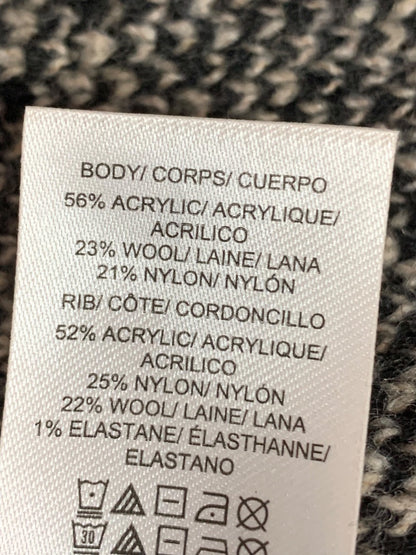 BODY/ CORPS/ CUERPO
56% ACRYLIC/ ACRYLIQUE/
ACRILICO
23% WOOL/ LAINE/ LANA
21% NYLON/ NYLÓN
RIB/ CÔTE/ CORDONCILLO
52% ACRYLIC/ ACRYLIQUE/
ACRILICO
25% NYLON/ NYLÓN
22% WOOL/ LAINE/ LANA
1% ELASTANE/ ÉLASTHANNE/
ELASTANO
30